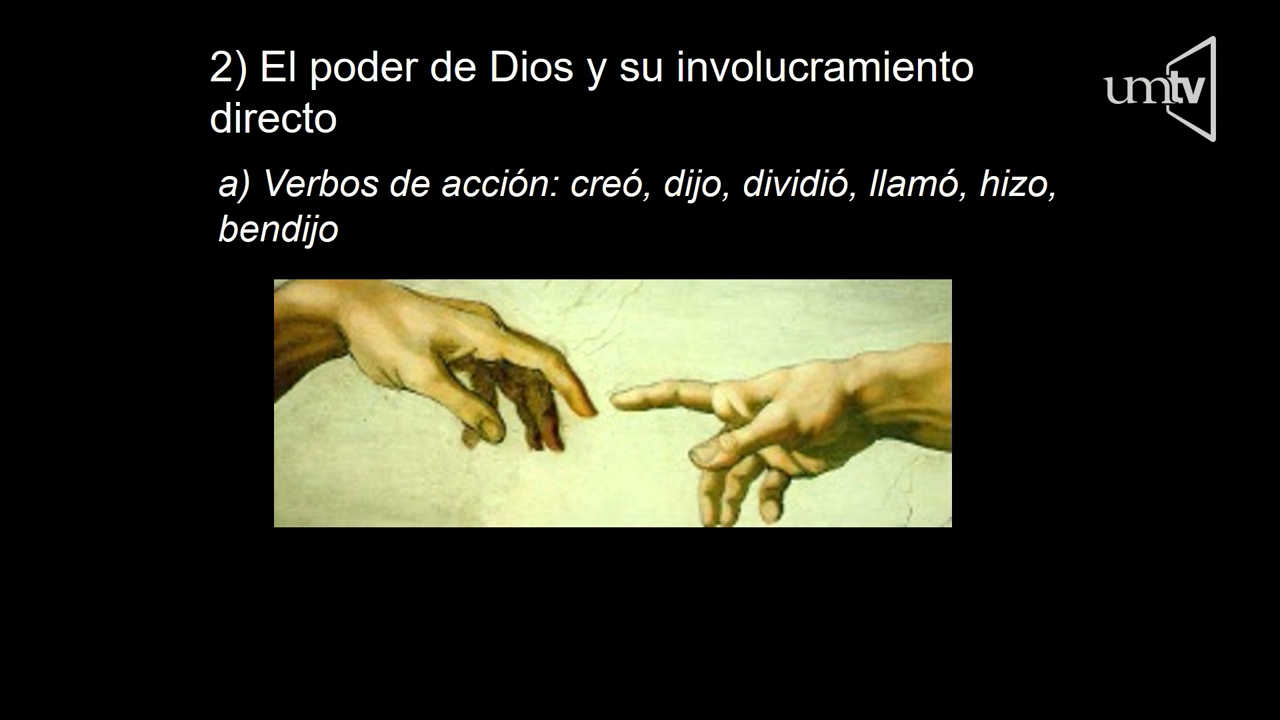 2) El poder de Dios y su involucramiento
directo
umtv
a) Verbos de acción: creó, dijo, dividió, llamó, hizo,
bendijo